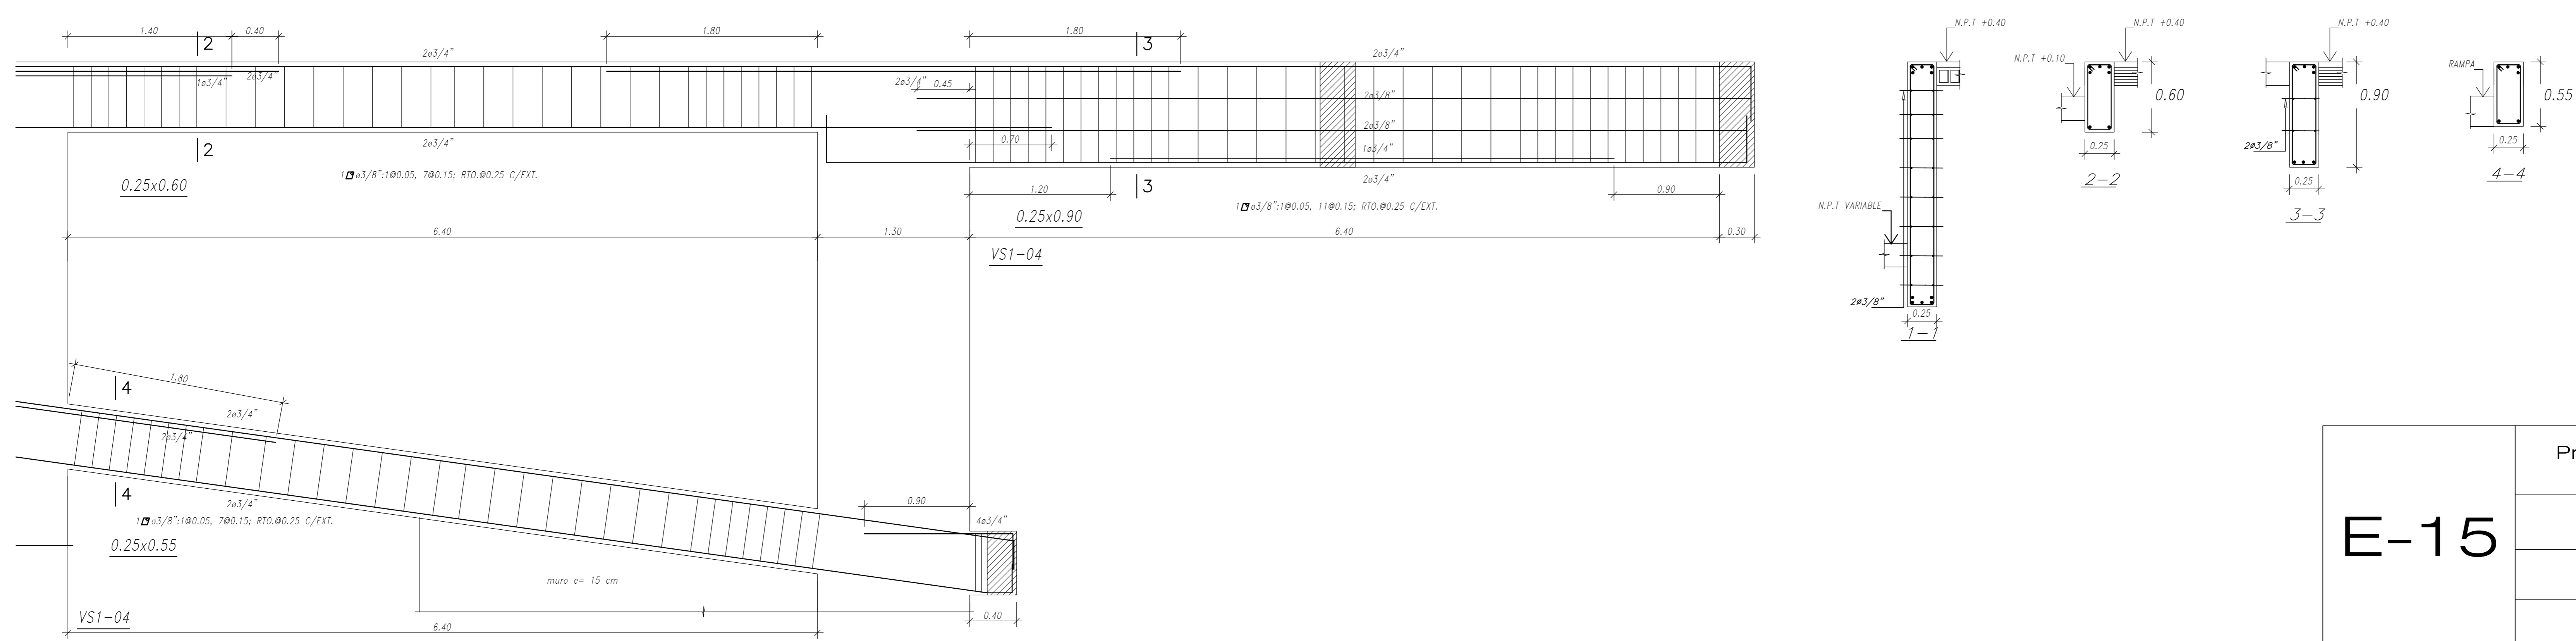 1.40
0.40
2
1.80
1.80
3
2ø3/4"
2ø3/4"
1ø3/4"
2ø3/4"
2ø3/4"
0.45
2ø3/8"
2ø3/8"
0.70
1ø3/4"
2
2ø3/4"
2ø3/4"
1 ø3/8":1@0.05, 7@0.15; RTO.@0.25 C/EXT.
0.25x0.60
1.20
3
0.90
0.25x0.90
1 ø3/8":1@0.05, 11@0.15; RTO.@0.25 C/EXT.
6.40
1.30
6.40
0.30
VS1-04
1.80
4
2ø3/4"
2ø3/4"
4
2ø3/4"
1 ø3/8":1@0.05, 7@0.15; RTO.@0.25 C/EXT.
0.25x0.55
0.90
4ø3/4"
muro e= 15 cm
VS1-04
6.40
0.40
N.P.T +0.40
N.P.T VARIABLE
2ø3/8"
0.25
1-1
N.P.T +0.40
N.P.T +0.10
0.60
0.25
2-2
N.P.T +0.40
0.90
2ø3/8"
0.25
3-3
RAMPA
0.55
0.25
4-4
E-15
Pr